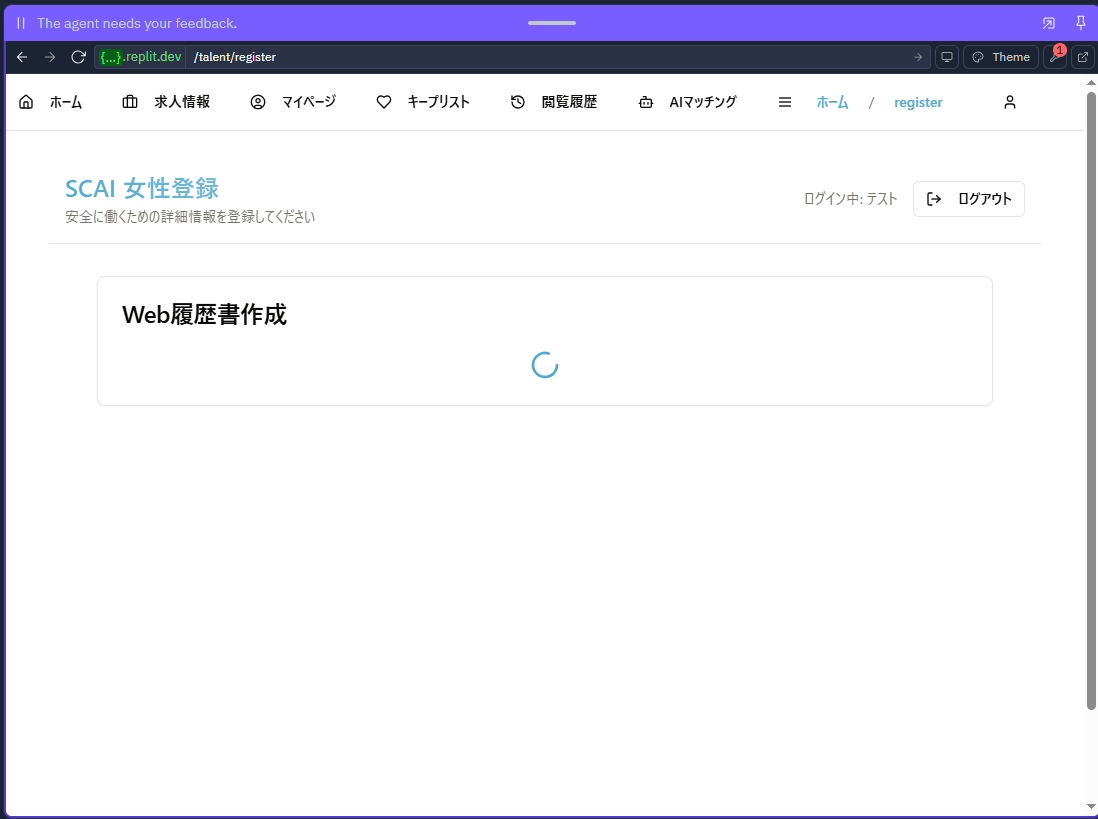 The agent needs your feedback.
{...}.replit.dev /talent/register Theme 1
ホーム 求人情報 マイページ キープリスト 閲覧履歴 AIマッチング ホーム / register
SCAI 女性登録
安全に働くための詳細情報を登録してください
ログイン中: テスト ログアウト
Web履歴書作成